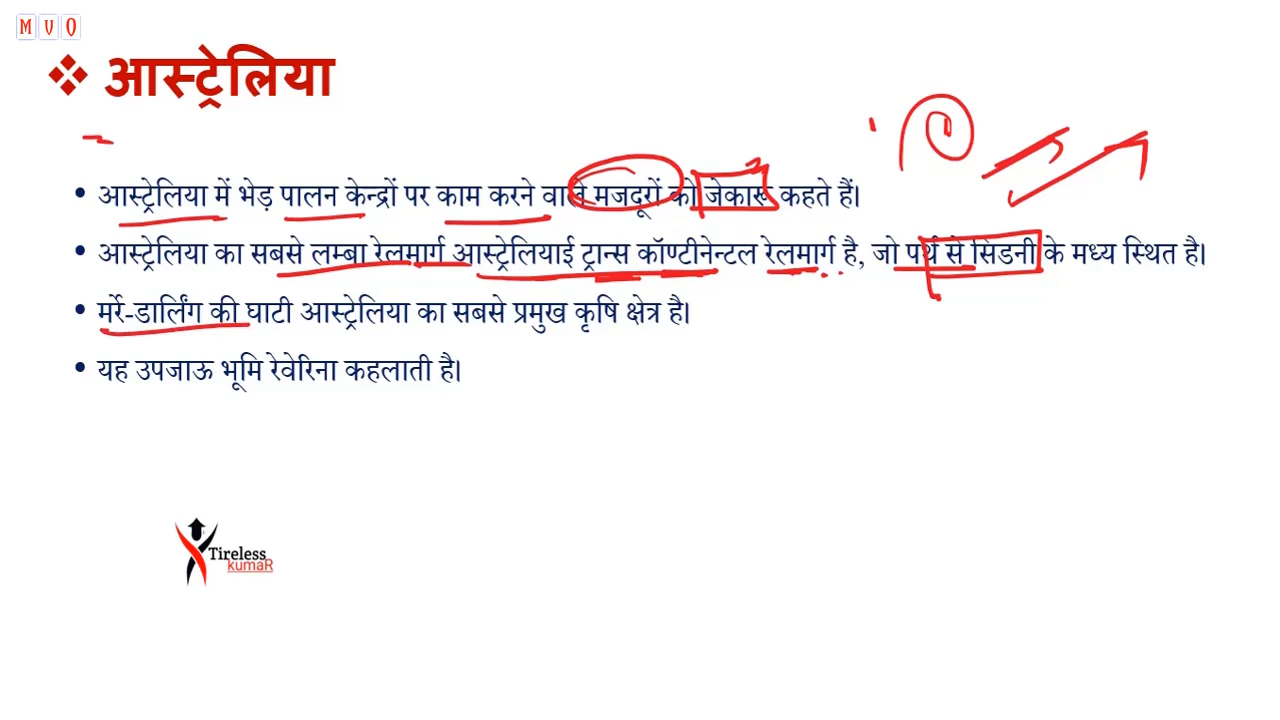 MVO
❖ आस्ट्रेलिया
• आस्ट्रेलिया में भेड़ पालन केन्द्रों पर काम करने वाले मजदूरों को जेकारू कहते हैं।
• आस्ट्रेलिया का सबसे लम्बा रेलमार्ग आस्ट्रेलियाई ट्रान्स कॉण्टीनेन्टल रेलमार्ग है, जो पर्थ से सिडनी के मध्य स्थित है।
• मर्रे-डार्लिंग की घाटी आस्ट्रेलिया का सबसे प्रमुख कृषि क्षेत्र है।
• यह उपजाऊ भूमि रेवेरिना कहलाती है।
Tireless
kumaR